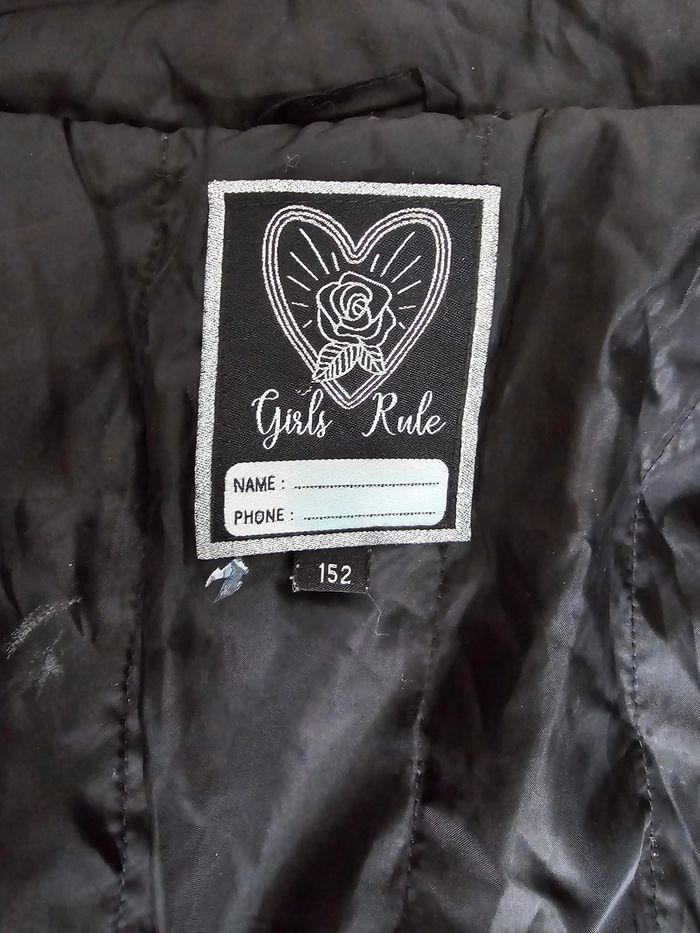 Girls Rule
NAME :
PHONE :
152